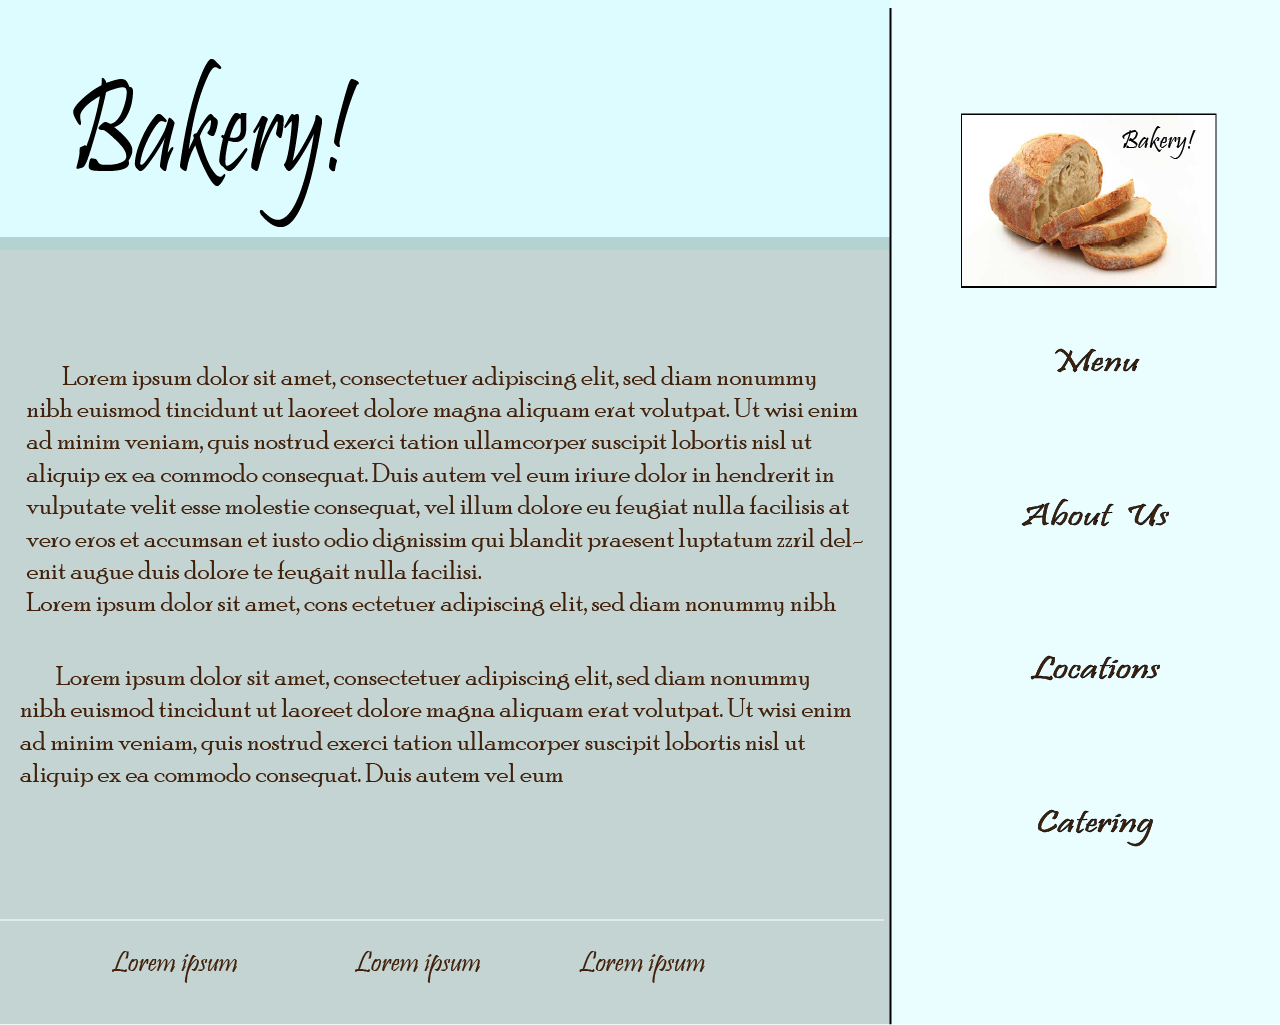 Bakery!
Lorem ipsum dolor sit amet, consectetuer adipiscing elit, sed diam nonummy
nibh euismod tincidunt ut laoreet dolore magna aliquam erat volutpat. Ut wisi enim
ad minim veniam, quis nostrud exerci tation ullamcorper suscipit lobortis nisl ut
aliquip ex ea commodo consequat. Duis autem vel eum iriure dolor in hendrerit in
vulputate velit esse molestie consequat, vel illum dolore eu feugiat nulla facilisis at
vero eros et accumsan et iusto odio dignissim qui blandit praesent luptatum zzril del-
enit augue duis dolore te feugait nulla facilisi.
Lorem ipsum dolor sit amet, cons ectetuer adipiscing elit, sed diam nonummy nibh
Lorem ipsum dolor sit amet, consectetuer adipiscing elit, sed diam nonummy
nibh euismod tincidunt ut laoreet dolore magna aliquam erat volutpat. Ut wisi enim
ad minim veniam, quis nostrud exerci tation ullamcorper suscipit lobortis nisl ut
aliquip ex ea commodo consequat. Duis autem vel eum
Lorem ipsum Lorem ipsum Lorem ipsum
Bakery!
Menu
About Us
Locations
Catering